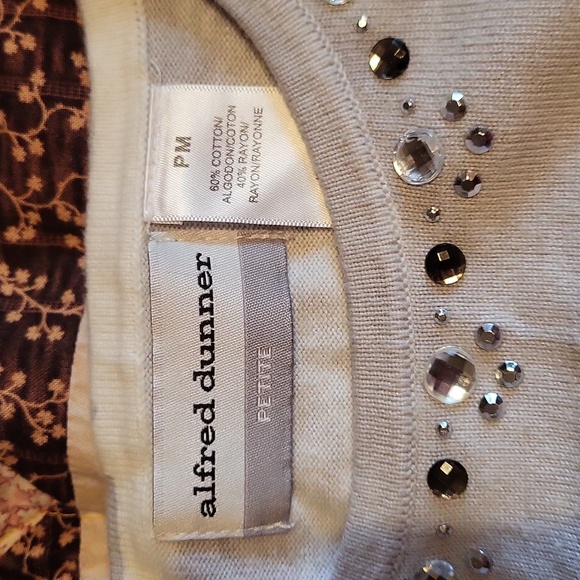 PM
60% COTTON/
ALGODON/COTON
40% RAYON/
RAYON/RAYONNE
alfred dunner
PETITE